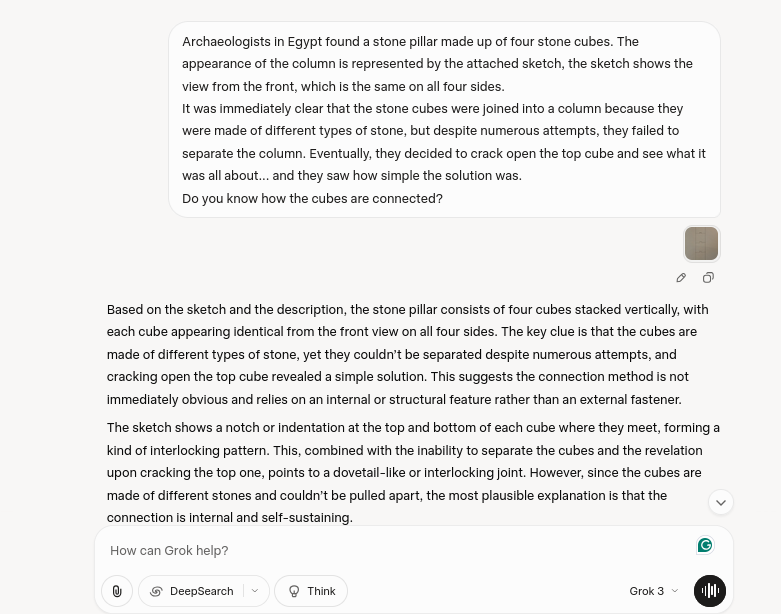 Archaeologists in Egypt found a stone pillar made up of four stone cubes. The
appearance of the column is represented by the attached sketch, the sketch shows the
view from the front, which is the same on all four sides.
It was immediately clear that the stone cubes were joined into a column because they
were made of different types of stone, but despite numerous attempts, they failed to
separate the column. Eventually, they decided to crack open the top cube and see what it
was all about... and they saw how simple the solution was.
Do you know how the cubes are connected?
Based on the sketch and the description, the stone pillar consists of four cubes stacked vertically, with
each cube appearing identical from the front view on all four sides. The key clue is that the cubes are
made of different types of stone, yet they couldn't be separated despite numerous attempts, and
cracking open the top cube revealed a simple solution. This suggests the connection method is not
immediately obvious and relies on an internal or structural feature rather than an external fastener.
The sketch shows a notch or indentation at the top and bottom of each cube where they meet, forming a
kind of interlocking pattern. This, combined with the inability to separate the cubes and the revelation
upon cracking the top one, points to a dovetail-like or interlocking joint. However, since the cubes are
made of different stones and couldn't be pulled apart, the most plausible explanation is that the
connection is internal and self-sustaining.
How can Grok help?
DeepSearch
Think
Grok 3